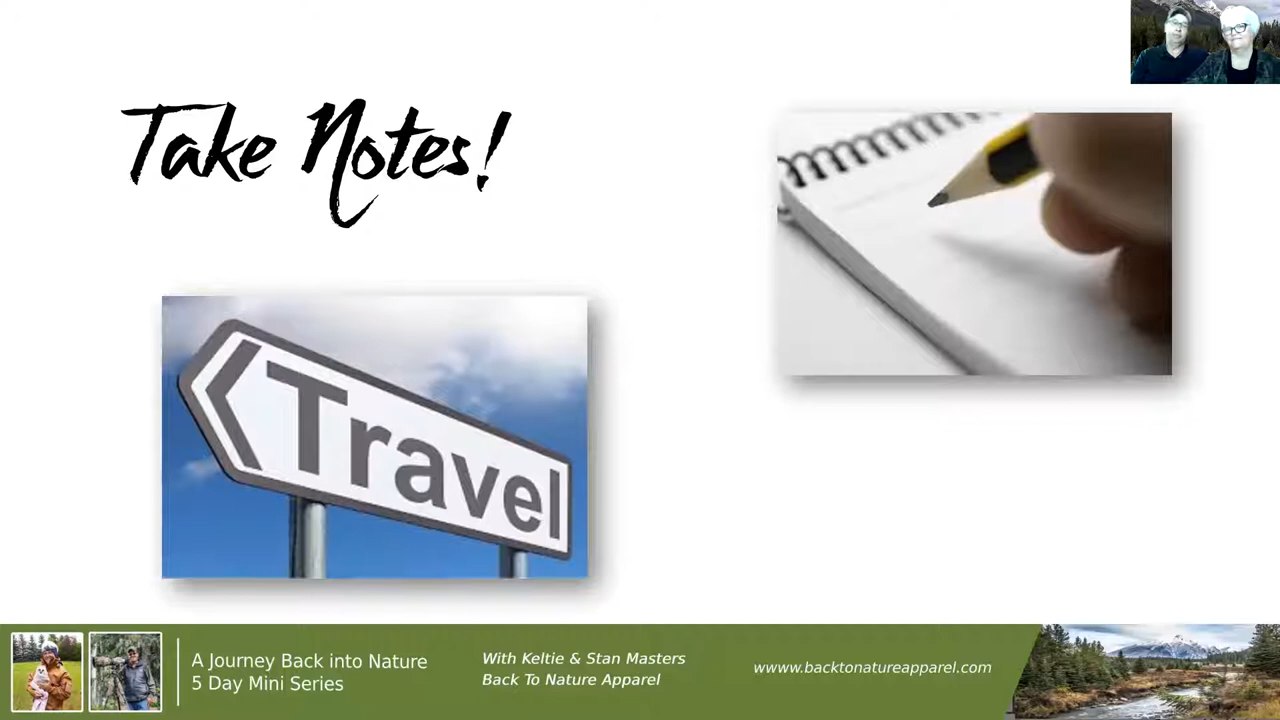 Take Notes!
Travel
A Journey Back into Nature
5 Day Mini Series
With Keltie & Stan Masters
Back To Nature Apparel
www.backtonatureapparel.com